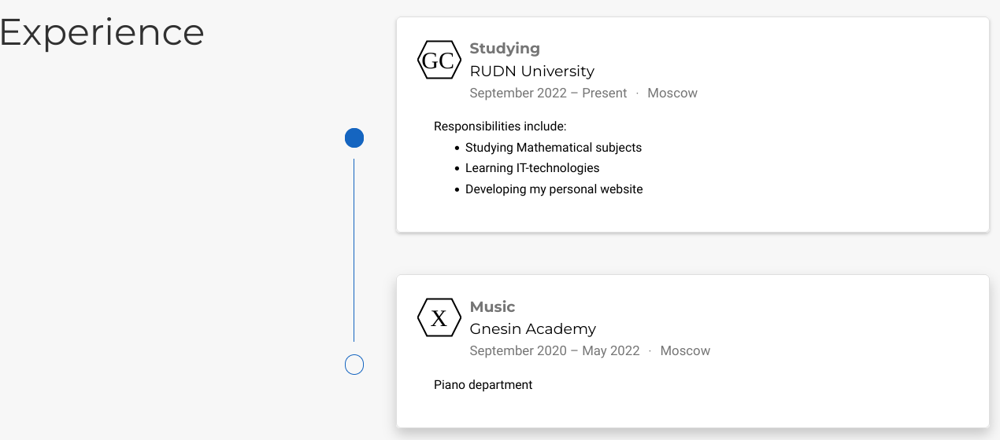 Experience
GC
Studying
RUDN University
September 2022 – Present · Moscow
Responsibilities include:
• Studying Mathematical subjects
• Learning IT-technologies
• Developing my personal website
X
Music
Gnesin Academy
September 2020 – May 2022 · Moscow
Piano department